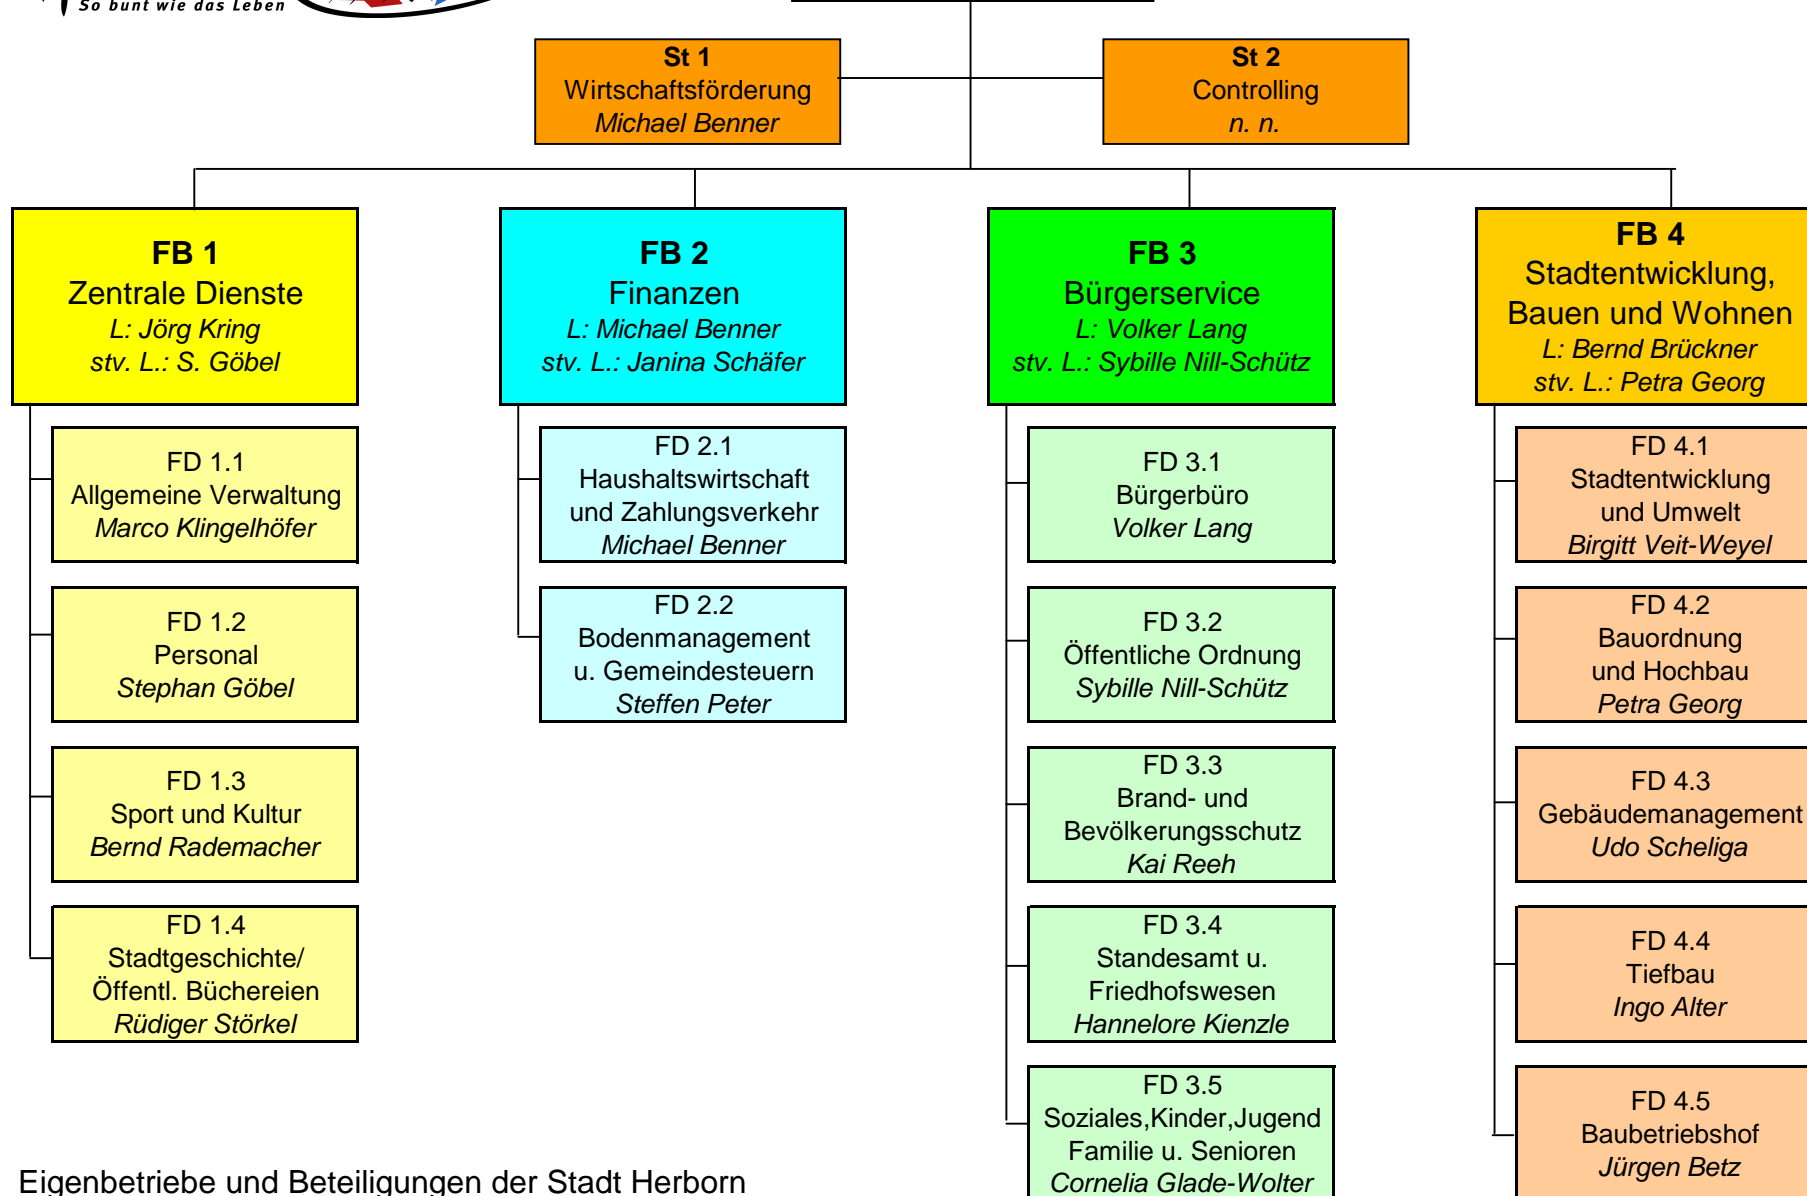 So bunt wie das Leben
St 1
Wirtschaftsförderung
Michael Benner
St 2
Controlling
n. n.
FB 1
Zentrale Dienste
L: Jörg Kring
stv. L.: S. Göbel
FB 2
Finanzen
L: Michael Benner
stv. L.: Janina Schäfer
FB 3
Bürgerservice
L: Volker Lang
stv. L.: Sybille Nill-Schütz
FB 4
Stadtentwicklung,
Bauen und Wohnen
L: Bernd Brückner
stv. L.: Petra Georg
FD 1.1
Allgemeine Verwaltung
Marco Klingelhöfer
FD 1.2
Personal
Stephan Göbel
FD 1.3
Sport und Kultur
Bernd Rademacher
FD 1.4
Stadtgeschichte/
Öffentl. Büchereien
Rüdiger Störkel
FD 2.1
Haushaltswirtschaft
und Zahlungsverkehr
Michael Benner
FD 2.2
Bodenmanagement
u. Gemeindesteuern
Steffen Peter
FD 3.1
Bürgerbüro
Volker Lang
FD 3.2
Öffentliche Ordnung
Sybille Nill-Schütz
FD 3.3
Brand- und
Bevölkerungsschutz
Kai Reeh
FD 3.4
Standesamt u.
Friedhofswesen
Hannelore Kienzle
FD 3.5
Soziales,Kinder,Jugend
Familie u. Senioren
Cornelia Glade-Wolter
FD 4.1
Stadtentwicklung
und Umwelt
Birgitt Veit-Weyel
FD 4.2
Bauordnung
und Hochbau
Petra Georg
FD 4.3
Gebäudemanagement
Udo Scheliga
FD 4.4
Tiefbau
Ingo Alter
FD 4.5
Baubetriebshof
Jürgen Betz
Eigenbetriebe und Beteiligungen der Stadt Herborn